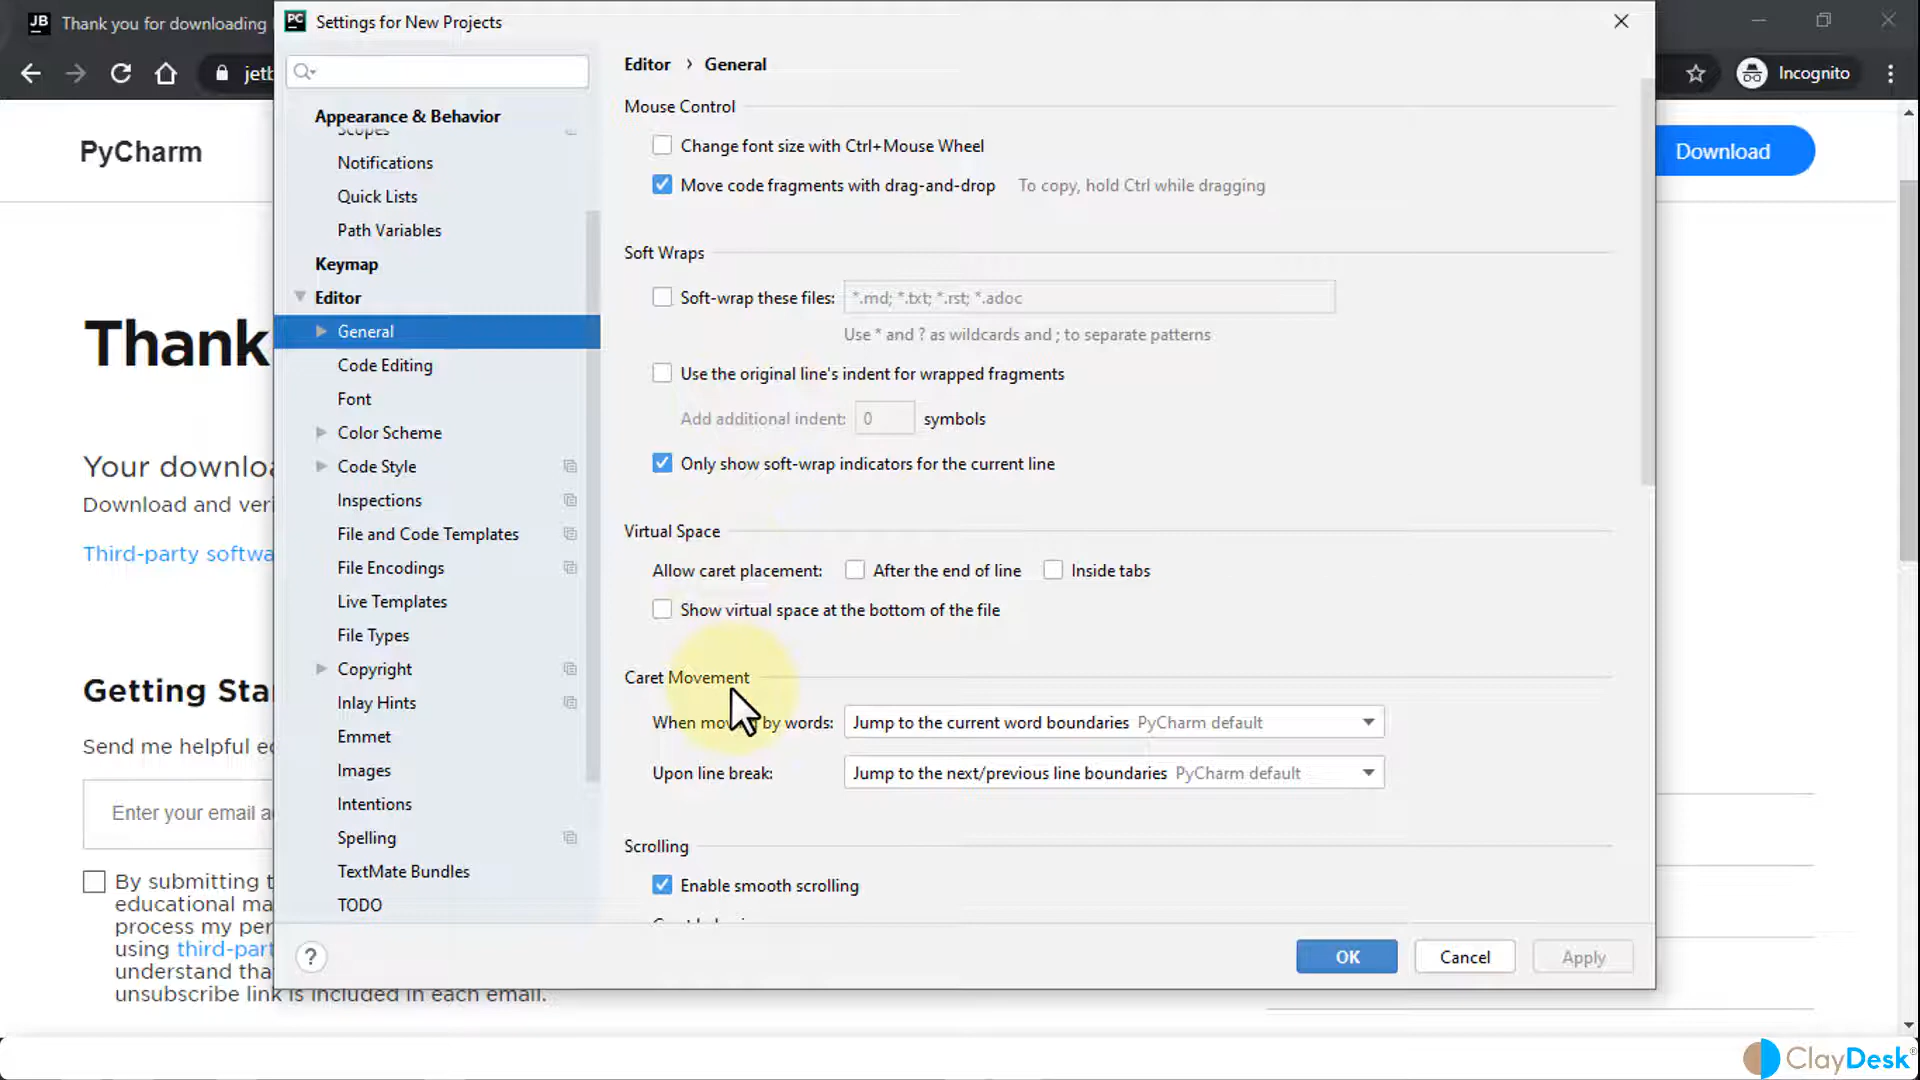 JB Thank you for downloading
jetb
Incognito
PyCharm
Download
Thank
Your downloa
Download and veri
Third-party softwa
Getting Sta
Send me helpful e
Enter your email a
By submitting t
educational ma
process my per
using third-part
understand tha
unsubscribe link is included in each email.
PC Settings for New Projects
Appearance & Behavior
Scopes
Notifications
Quick Lists
Path Variables
Keymap
Editor
General
Code Editing
Font
Color Scheme
Code Style
Inspections
File and Code Templates
File Encodings
Live Templates
File Types
Copyright
Inlay Hints
Emmet
Images
Intentions
Spelling
TextMate Bundles
TODO
Editor › General
Mouse Control
Change font size with Ctrl+Mouse Wheel
Move code fragments with drag-and-drop To copy, hold Ctrl while dragging
Soft Wraps
Soft-wrap these files: *.md; *.txt; *.rst; *.adoc
Use * and ? as wildcards and ; to separate patterns
Use the original line's indent for wrapped fragments
Add additional indent: 0 symbols
Only show soft-wrap indicators for the current line
Virtual Space
Allow caret placement: After the end of line Inside tabs
Show virtual space at the bottom of the file
Caret Movement
When moving by words: Jump to the current word boundaries PyCharm default
Upon line break: Jump to the next/previous line boundaries PyCharm default
Scrolling
Enable smooth scrolling
?
OK Cancel Apply
ClayDesk®